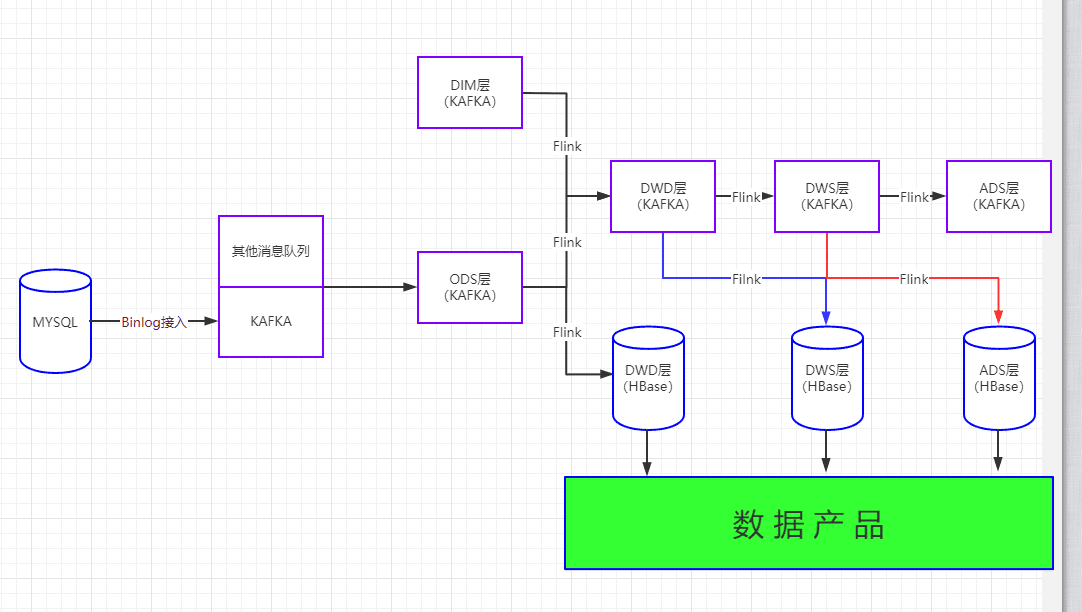 DIM层
（KAFKA）
Flink
DWD层
（KAFKA）
Flink
DWS层
（KAFKA）
Flink
ADS层
（KAFKA）
其他消息队列
KAFKA
Flink
ODS层
（KAFKA）
Filnk
Flink
MYSQL
Binlog接入
Flink
DWD层
（HBase）
DWS层
（HBase）
ADS层
（HBase）
数据产品